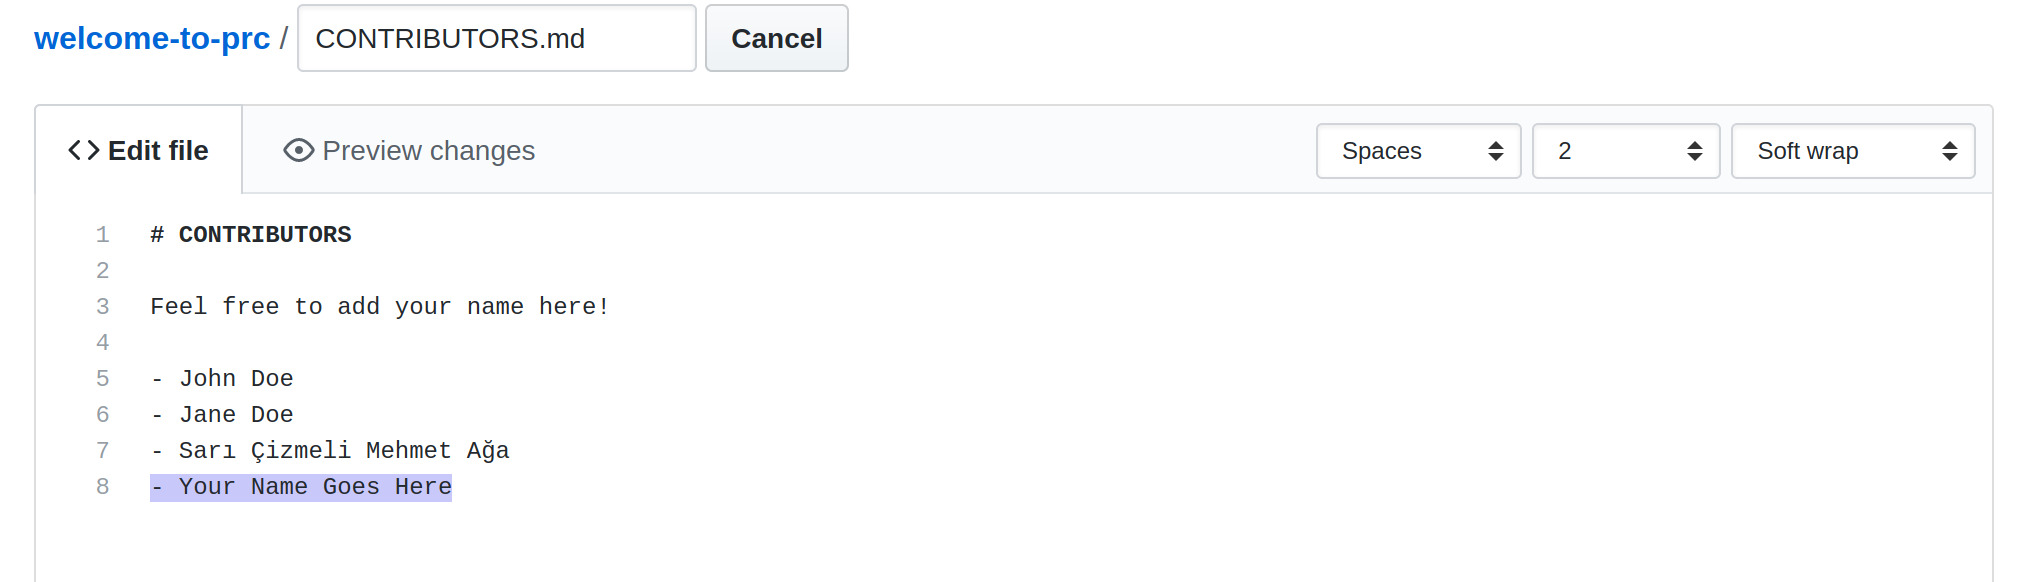 welcome-to-prc / CONTRIBUTORS.md Cancel
Edit file Preview changes Spaces 2 Soft wrap
1 # CONTRIBUTORS
2
3 Feel free to add your name here!
4
5 - John Doe
6 - Jane Doe
7 - Sarı Çizmeli Mehmet Ağa
8 - Your Name Goes Here